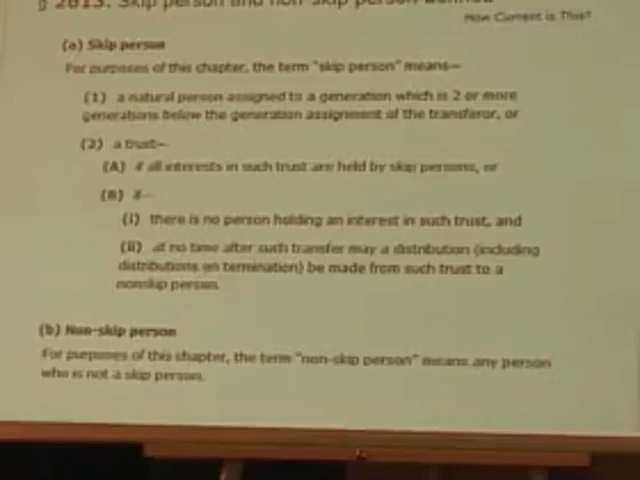 § 2613. Skip person and non-skip person defined
How Current is This?
(a) Skip person
For purposes of this chapter, the term "skip person" means—
(1) a natural person assigned to a generation which is 2 or more
generations below the generation assignment of the transferor, or
(2) a trust—
(A) if all interests in such trust are held by skip persons, or
(B) if—
(i) there is no person holding an interest in such trust, and
(ii) at no time after such transfer may a distribution (including
distributions on termination) be made from such trust to a
nonskip person.
(b) Non-skip person
For purposes of this chapter, the term "non-skip person" means any person
who is not a skip person.